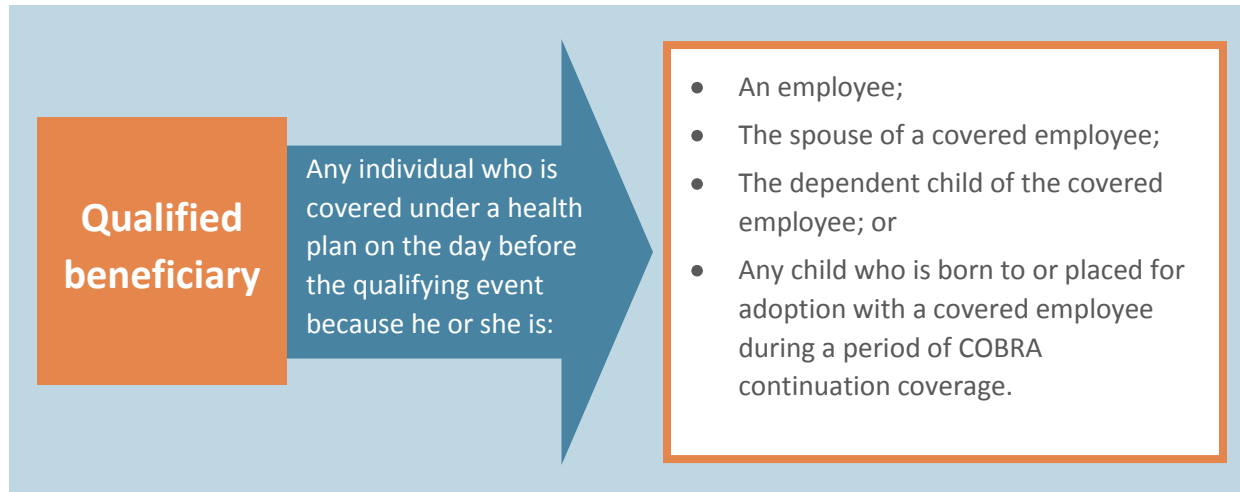 Qualified
beneficiary
Any individual who is
covered under a health
plan on the day before
the qualifying event
because he or she is:
● An employee;
● The spouse of a covered employee;
● The dependent child of the covered
employee; or
● Any child who is born to or placed for
adoption with a covered employee
during a period of COBRA
continuation coverage.